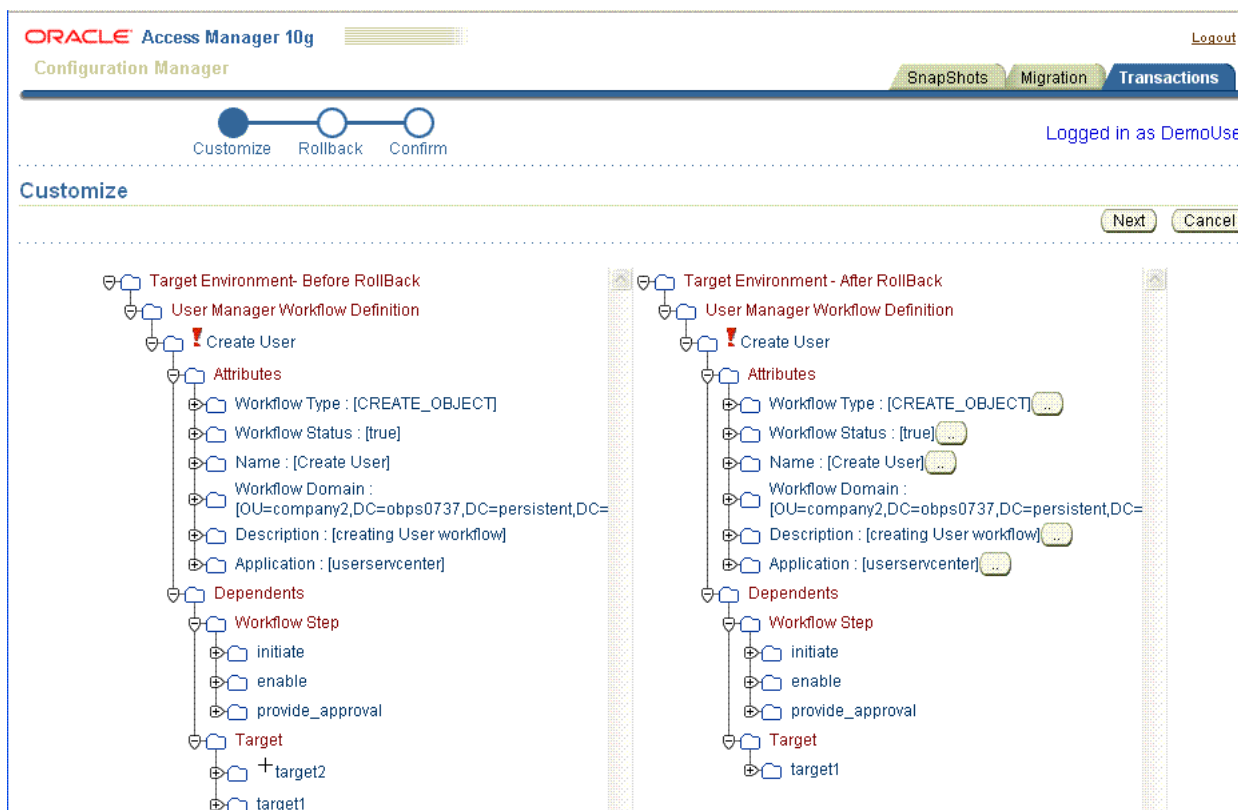 ORACLE Access Manager 10g
Logout
Configuration Manager
SnapShots Migration Transactions
Customize Rollback Confirm
Logged in as DemoUse
Customize
Next Cancel
Target Environment- Before RollBack
User Manager Workflow Definition
Create User
Attributes
Workflow Type : [CREATE_OBJECT]
Workflow Status : [true]
Name : [Create User]
Workflow Domain :
[OU=company2,DC=obps0737,DC=persistent,DC=
Description : [creating User workflow]
Application : [userservcenter]
Dependents
Workflow Step
initiate
enable
provide_approval
Target
target2
target1
Target Environment - After RollBack
User Manager Workflow Definition
Create User
Attributes
Workflow Type : [CREATE_OBJECT] ..
Workflow Status : [true] ..
Name : [Create User] ..
Workflow Domain :
[OU=company2,DC=obps0737,DC=persistent,DC=
Description : [creating User workflow] ..
Application : [userservcenter] ..
Dependents
Workflow Step
initiate
enable
provide_approval
Target
target1